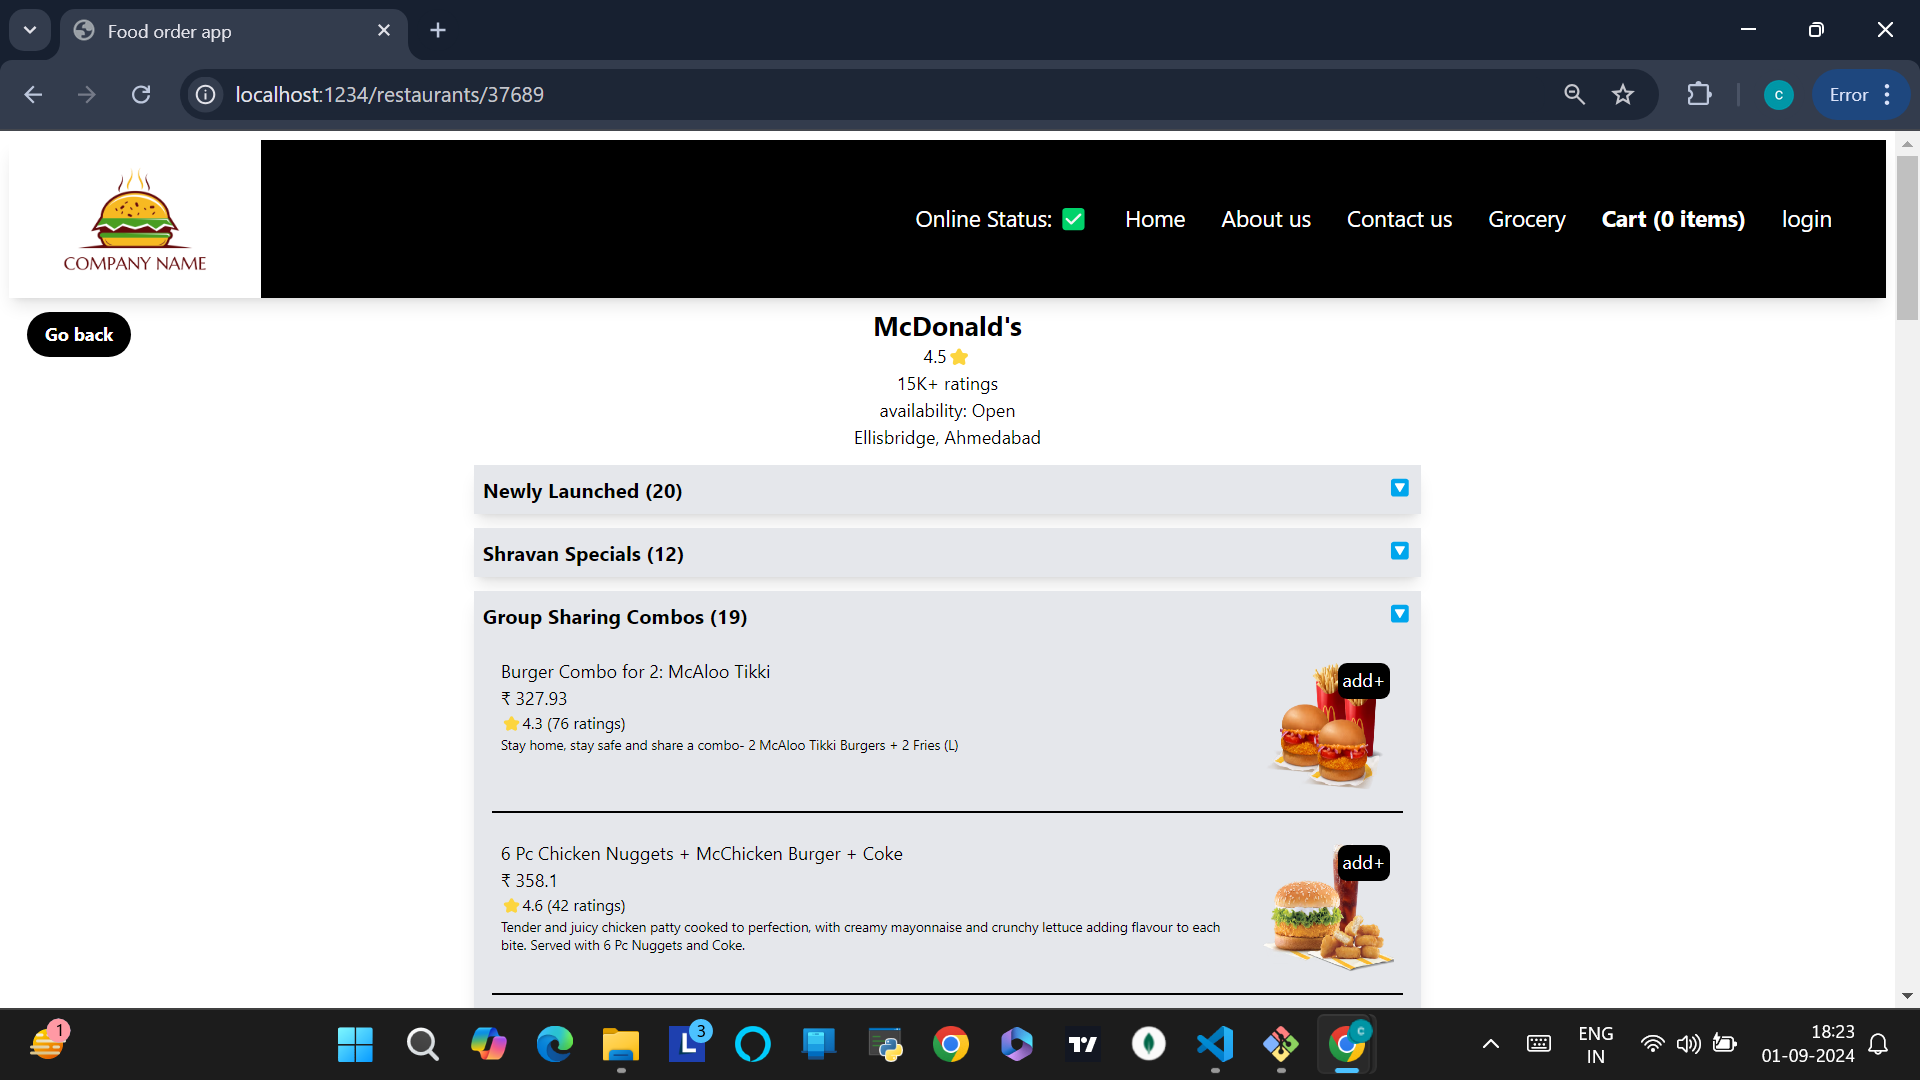 Food order app
localhost:1234/restaurants/37689
c
Error
COMPANY NAME
Online Status: ✅ Home About us Contact us Grocery Cart (0 items) login
Go back
McDonald's
4.5 ⭐
15K+ ratings
availability: Open
Ellisbridge, Ahmedabad
Newly Launched (20)
Shravan Specials (12)
Group Sharing Combos (19)
Burger Combo for 2: McAloo Tikki
₹ 327.93
⭐4.3 (76 ratings)
Stay home, stay safe and share a combo- 2 McAloo Tikki Burgers + 2 Fries (L)
add+
6 Pc Chicken Nuggets + McChicken Burger + Coke
₹ 358.1
⭐4.6 (42 ratings)
Tender and juicy chicken patty cooked to perfection, with creamy mayonnaise and crunchy lettuce adding flavour to each
bite. Served with 6 Pc Nuggets and Coke.
add+
1
L
3
c
ENG
IN
18:23
01-09-2024